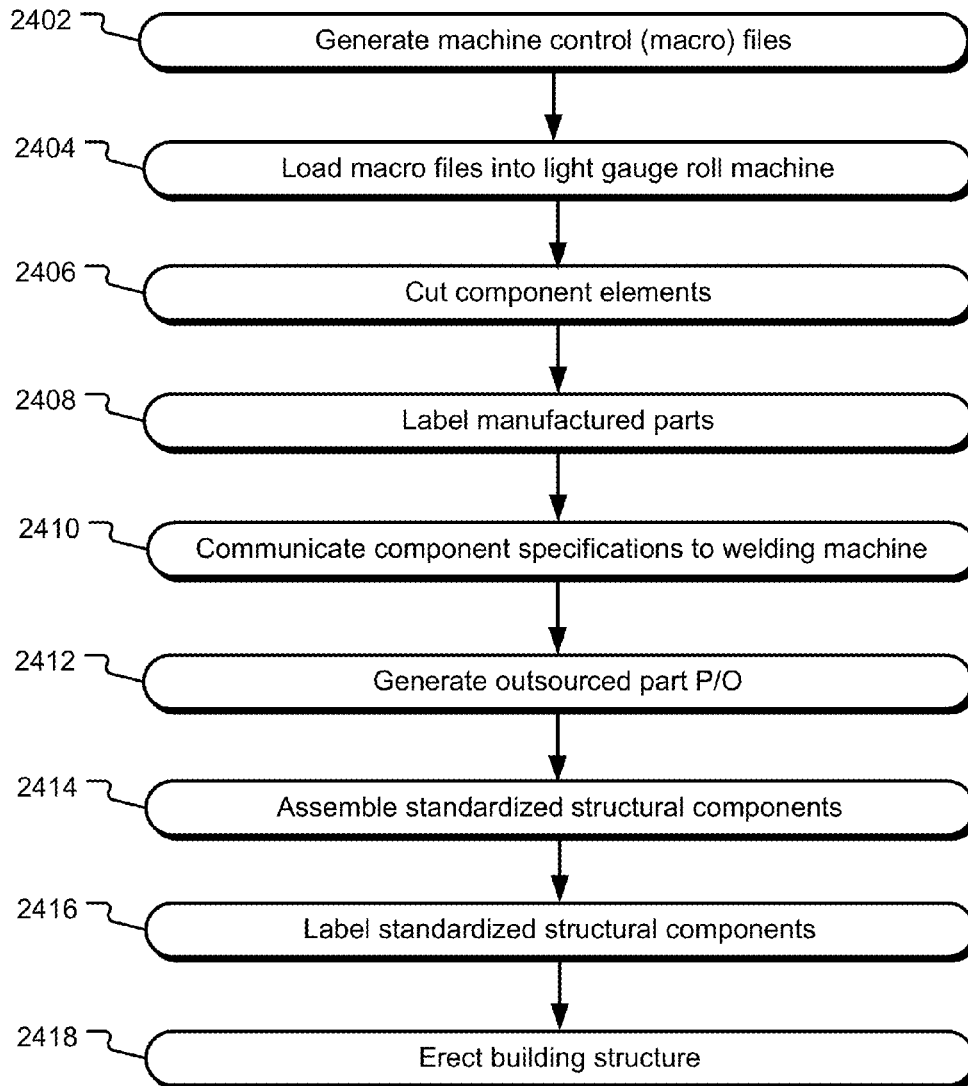 2402
Generate machine control (macro) files
2404
Load macro files into light gauge roll machine
2406
Cut component elements
2408
Label manufactured parts
2410
Communicate component specifications to welding machine
2412
Generate outsourced part P/O
2414
Assemble standardized structural components
2416
Label standardized structural components
2418
Erect building structure